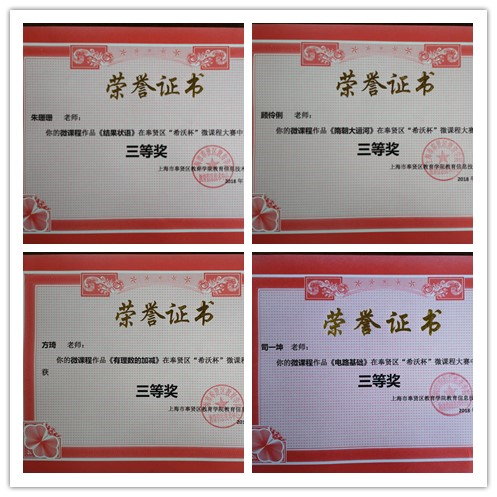 荣誉证书
朱珊珊 老师：
你的微课程作品《结果状语》在奉贤区“希沃杯”微课程大赛中
三等奖
上海市奉贤区教育学院教育信息技术
2018 年
荣誉证书
顾伶俐 老师：
你的微课程作品《隋朝大运河》在奉贤区“希沃杯”微课程大赛中
三等奖
上海市奉贤区教育学院教育信息技
2018
荣誉证书
方琦 老师：
你的微课程作品《有理数的加减》在奉贤区“希沃杯”微课程
获
三等奖
上海市奉贤区教育学院教育信
荣誉证书
司一坤 老师：
你的微课程作品《电路基础》在奉贤区“希沃杯”微课程大赛中
三等奖
上海市奉贤区教育学院教育信息技
2018